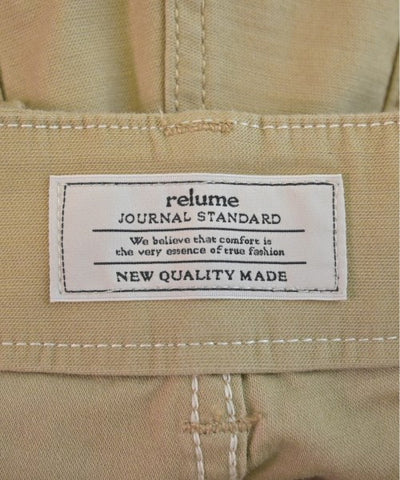 relume
JOURNAL STANDARD
We believe that comfort is
the very essence of true fashion
NEW QUALITY MADE